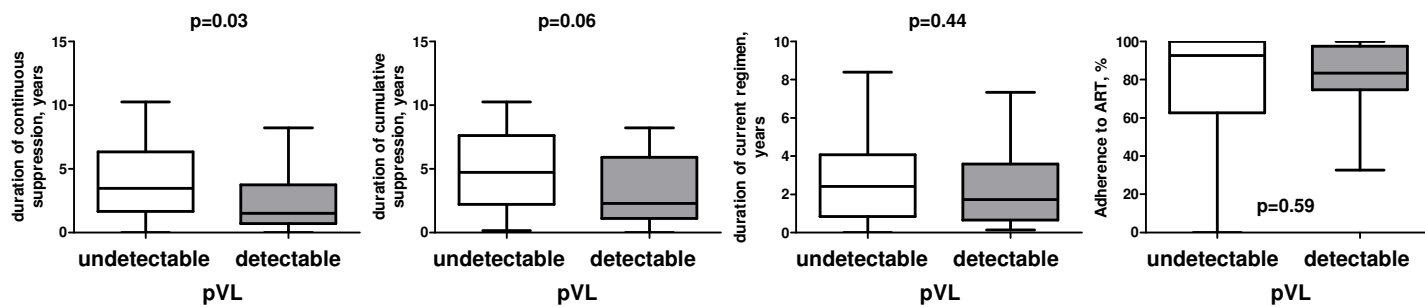 p=0.03
duration of continuous
suppression, years
15
10
5
0
undetectable detectable
pVL
p=0.06
duration of cumulative
suppression, years
15
10
5
0
undetectable detectable
pVL
p=0.44
duration of current regimen,
years
10
8
6
4
2
0
undetectable detectable
pVL
Adherence to ART, %
100
80
60
40
20
0
p=0.59
undetectable detectable
pVL